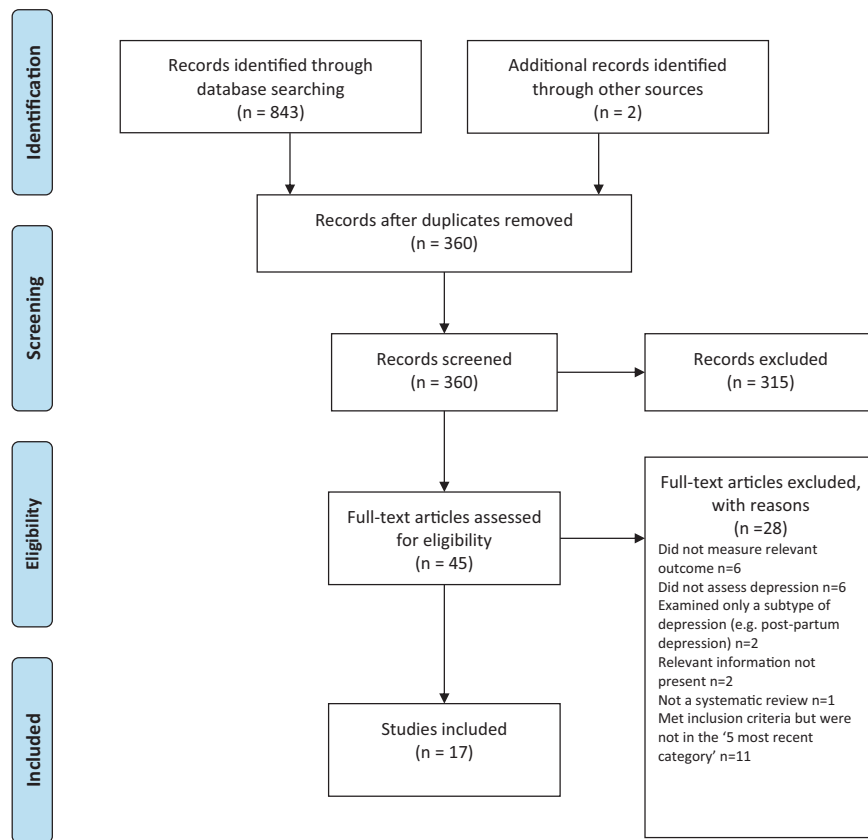 Identification
Records identified through
database searching
(n = 843)
Additional records identified
through other sources
(n = 2)
Screening
Records after duplicates removed
(n = 360)
Records screened
(n = 360)
Records excluded
(n = 315)
Eligibility
Full-text articles assessed
for eligibility
(n = 45)
Full-text articles excluded,
with reasons
(n =28)
Did not measure relevant
outcome n=6
Did not assess depression n=6
Examined only a subtype of
depression (e.g. post-partum
depression) n=2
Relevant information not
present n=2
Not a systematic review n=1
Met inclusion criteria but were
not in the ‘5 most recent
category’ n=11
Included
Studies included
(n = 17)